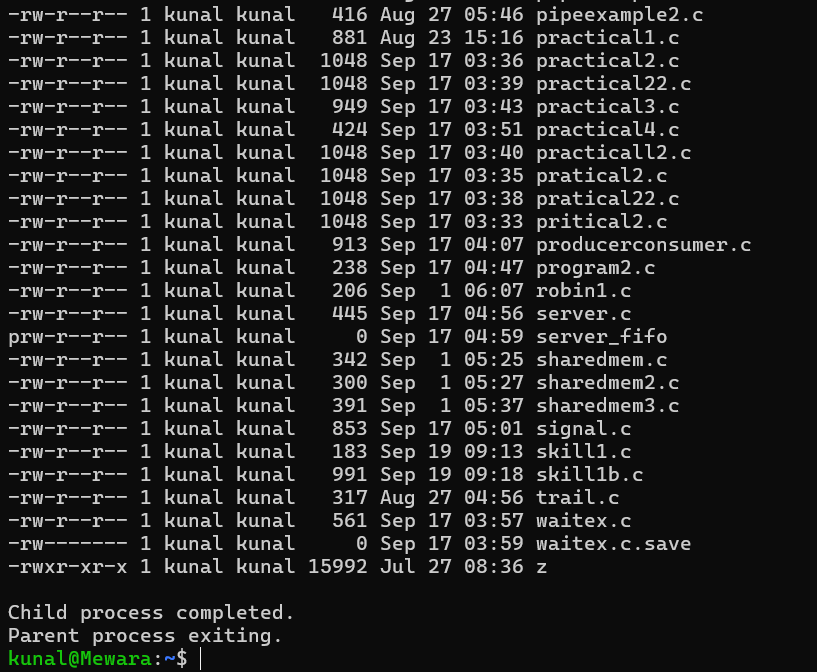 -rw-r--r-- 1 kunal kunal   416 Aug 27 05:46 pipeexample2.c
-rw-r--r-- 1 kunal kunal   881 Aug 23 15:16 practical1.c
-rw-r--r-- 1 kunal kunal  1048 Sep 17 03:36 practical2.c
-rw-r--r-- 1 kunal kunal  1048 Sep 17 03:39 practical22.c
-rw-r--r-- 1 kunal kunal   949 Sep 17 03:43 practical3.c
-rw-r--r-- 1 kunal kunal   424 Sep 17 03:51 practical4.c
-rw-r--r-- 1 kunal kunal  1048 Sep 17 03:40 practicall2.c
-rw-r--r-- 1 kunal kunal  1048 Sep 17 03:35 pratical2.c
-rw-r--r-- 1 kunal kunal  1048 Sep 17 03:38 pratical22.c
-rw-r--r-- 1 kunal kunal  1048 Sep 17 03:33 pritical2.c
-rw-r--r-- 1 kunal kunal   913 Sep 17 04:07 producerconsumer.c
-rw-r--r-- 1 kunal kunal   238 Sep 17 04:47 program2.c
-rw-r--r-- 1 kunal kunal   206 Sep  1 06:07 robin1.c
-rw-r--r-- 1 kunal kunal   445 Sep 17 04:56 server.c
prw-r--r-- 1 kunal kunal     0 Sep 17 04:59 server_fifo
-rw-r--r-- 1 kunal kunal   342 Sep  1 05:25 sharedmem.c
-rw-r--r-- 1 kunal kunal   300 Sep  1 05:27 sharedmem2.c
-rw-r--r-- 1 kunal kunal   391 Sep  1 05:37 sharedmem3.c
-rw-r--r-- 1 kunal kunal   853 Sep 17 05:01 signal.c
-rw-r--r-- 1 kunal kunal   183 Sep 19 09:13 skill1.c
-rw-r--r-- 1 kunal kunal   991 Sep 19 09:18 skill1b.c
-rw-r--r-- 1 kunal kunal   317 Aug 27 04:56 trail.c
-rw-r--r-- 1 kunal kunal   561 Sep 17 03:57 waitex.c
-rw------- 1 kunal kunal     0 Sep 17 03:59 waitex.c.save
-rwxr-xr-x 1 kunal kunal 15992 Jul 27 08:36 z
Child process completed.
Parent process exiting.
kunal@Mewara:~$